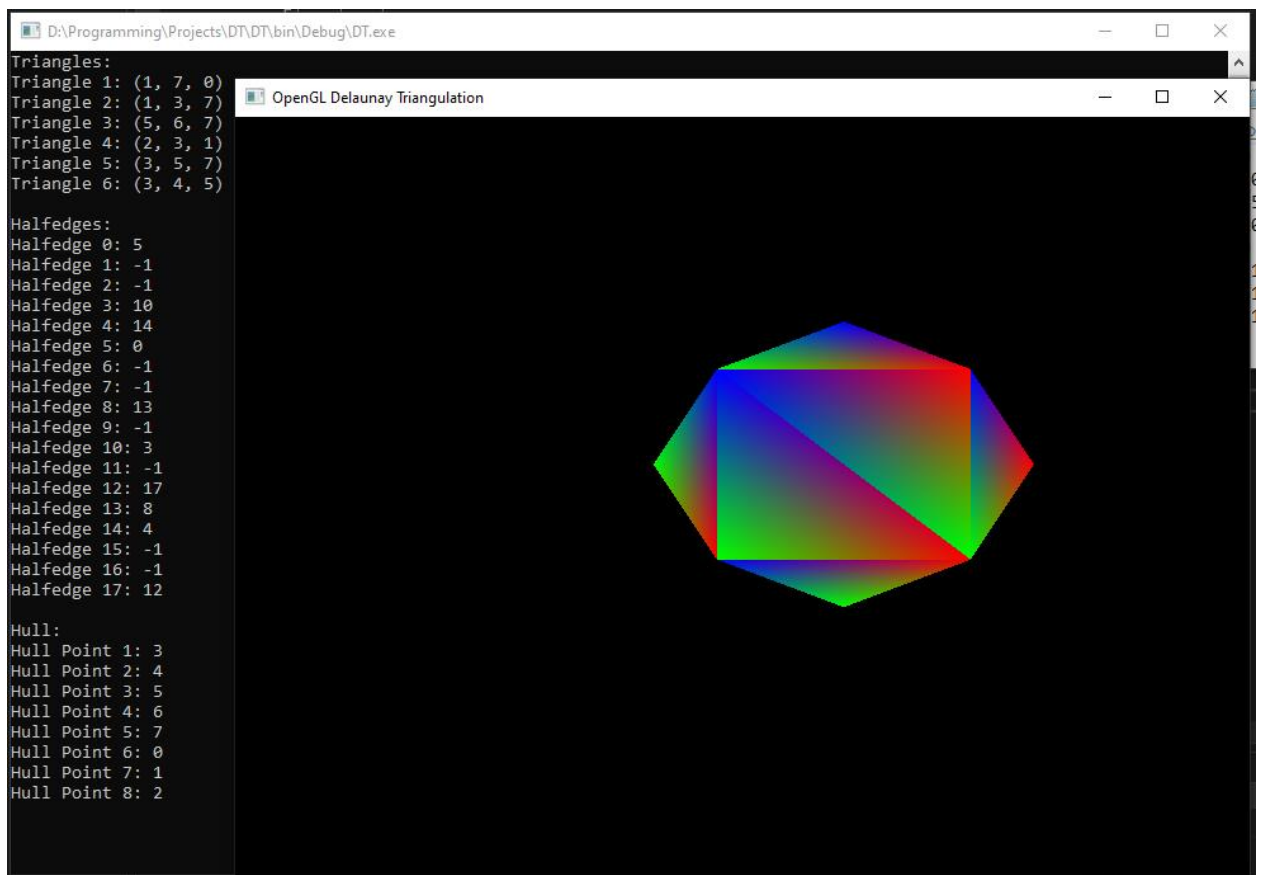 D:\Programming\Projects\DT\DT\bin\Debug\DT.exe
Triangles:
Triangle 1: (1, 7, 0)
Triangle 2: (1, 3, 7)
Triangle 3: (5, 6, 7)
Triangle 4: (2, 3, 1)
Triangle 5: (3, 5, 7)
Triangle 6: (3, 4, 5)
OpenGL Delaunay Triangulation
Halfedges:
Halfedge 0: 5
Halfedge 1: -1
Halfedge 2: -1
Halfedge 3: 10
Halfedge 4: 14
Halfedge 5: 0
Halfedge 6: -1
Halfedge 7: -1
Halfedge 8: 13
Halfedge 9: -1
Halfedge 10: 3
Halfedge 11: -1
Halfedge 12: 17
Halfedge 13: 8
Halfedge 14: 4
Halfedge 15: -1
Halfedge 16: -1
Halfedge 17: 12
Hull:
Hull Point 1: 3
Hull Point 2: 4
Hull Point 3: 5
Hull Point 4: 6
Hull Point 5: 7
Hull Point 6: 0
Hull Point 7: 1
Hull Point 8: 2